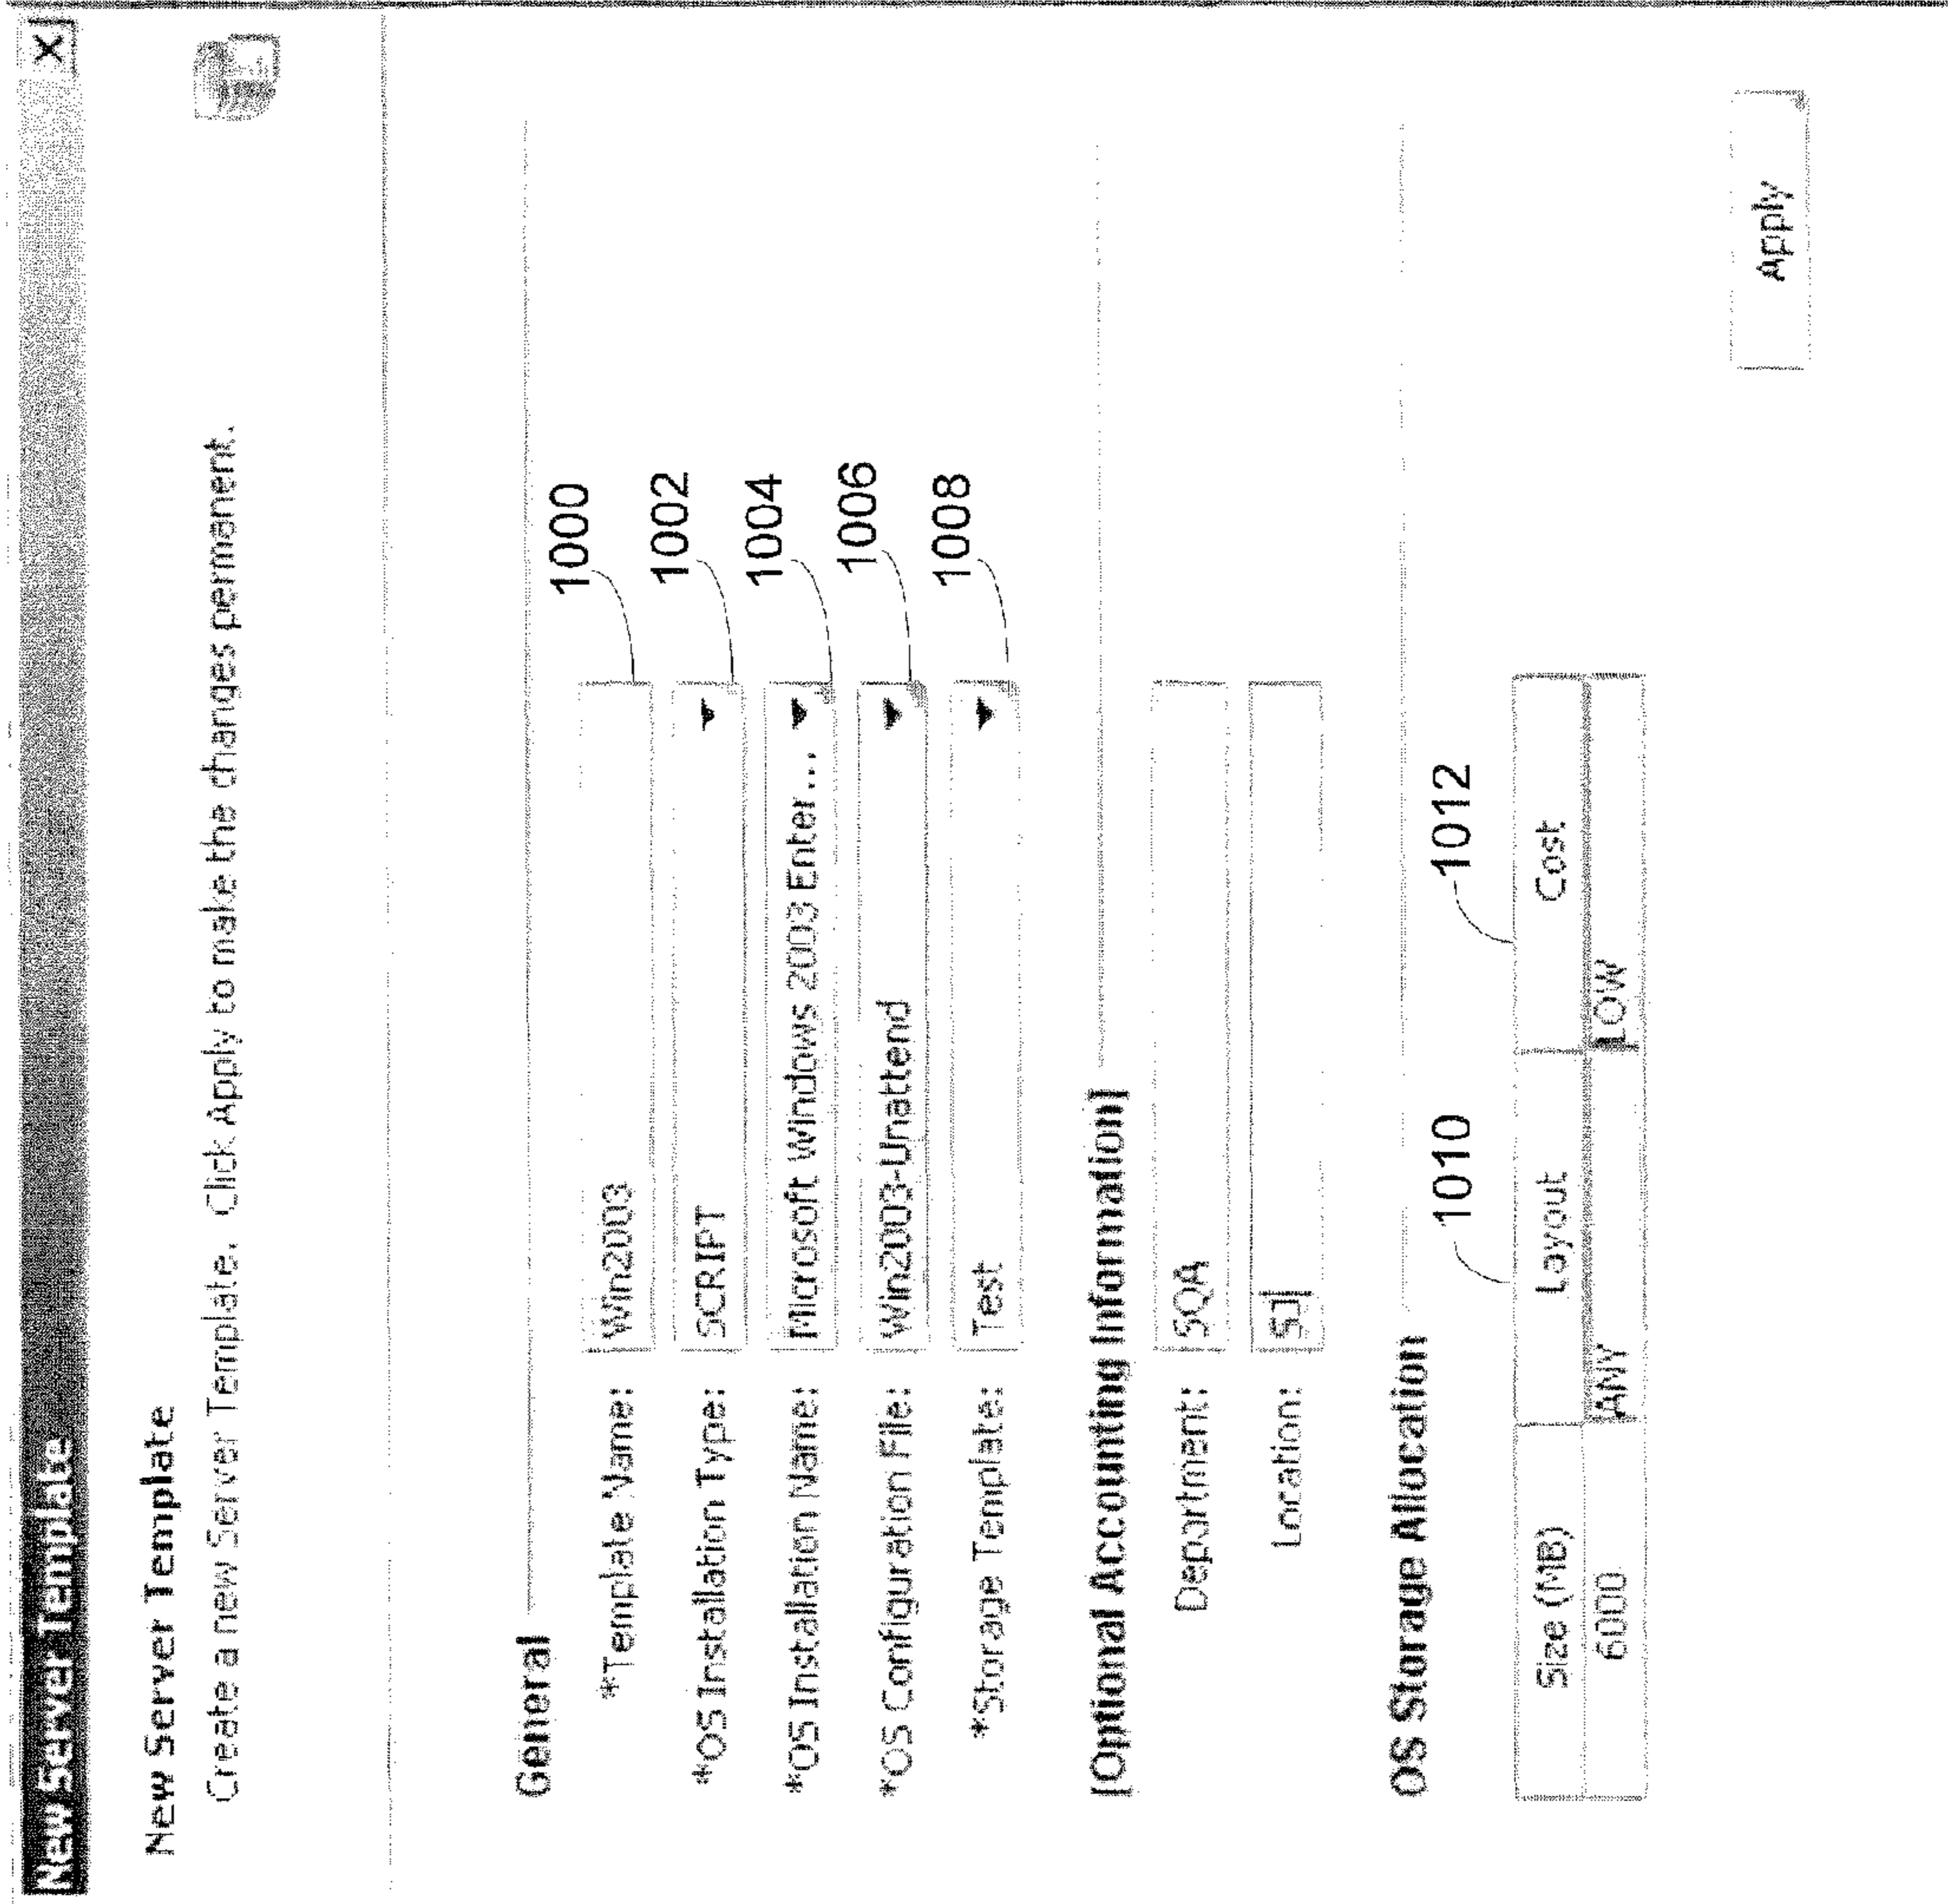 New Server Template X
New Server Template
Create a new Server Template. Click Apply to make the changes permanent.
General
*Template Name: Win2003 1000
*OS Installation Type: SCRIPT 1002
*OS Installation Name: Microsoft Windows 2003 Enter... 1004
*OS Configuration File: Win2003-Unattend 1006
*Storage Template: Test 1008
[Optional Accounting Information]
Department: SQA
Location: SJ
OS Storage Allocation
1010 1012
Size (MB) Layout Cost
6000 ANY LOW
Apply